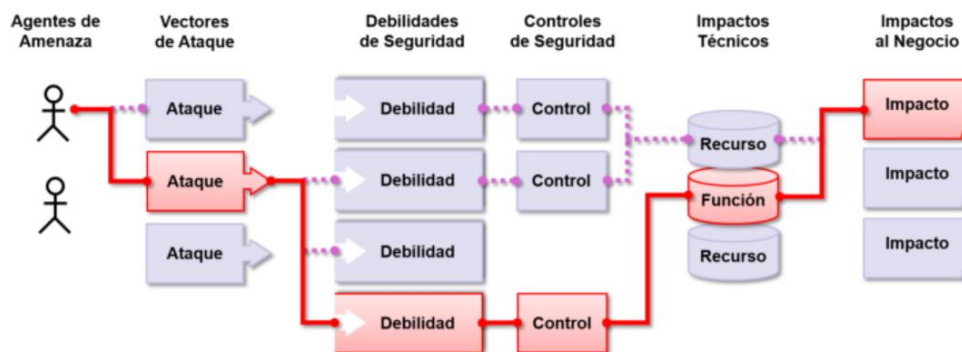 Agentes de
Amenaza
Vectores
de Ataque
Debilidades
de Seguridad
Controles
de Seguridad
Impactos
Técnicos
Impactos
al Negocio
Ataque
Debilidad
Control
Recurso
Impacto
Ataque
Debilidad
Control
Función
Impacto
Ataque
Debilidad
Recurso
Impacto
Debilidad
Control